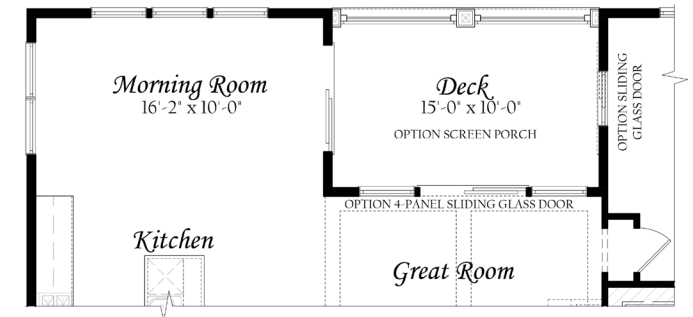 Morning Room
16'-2" x 10'-0"
Deck
15'-0" x 10'-0"
OPTION SCREEN PORCH
OPTION SLIDING
GLASS DOOR
OPTION 4-PANEL SLIDING GLASS DOOR
Kitchen
Great Room